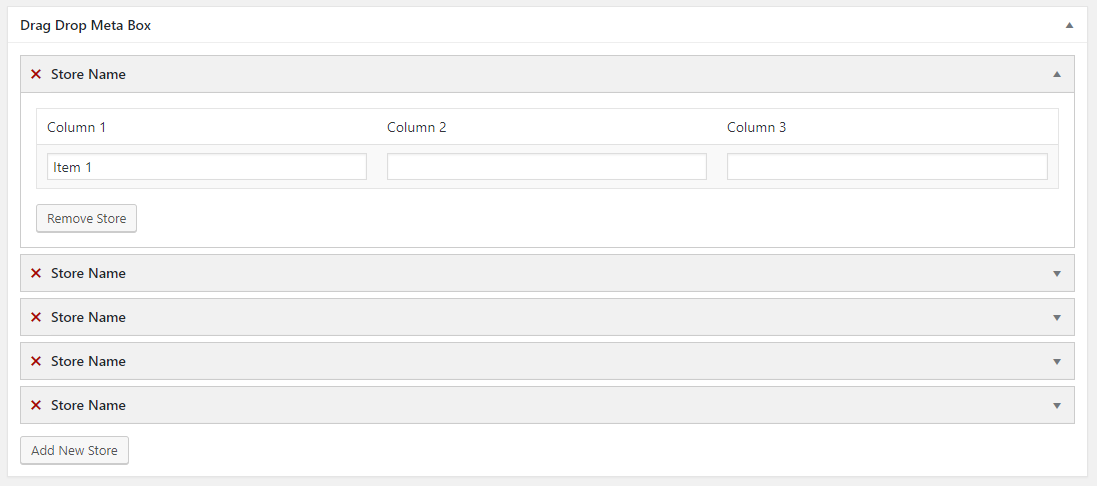 Drag Drop Meta Box
Store Name
Column 1 Column 2 Column 3
Item 1
Remove Store
Store Name
Store Name
Store Name
Store Name
Add New Store